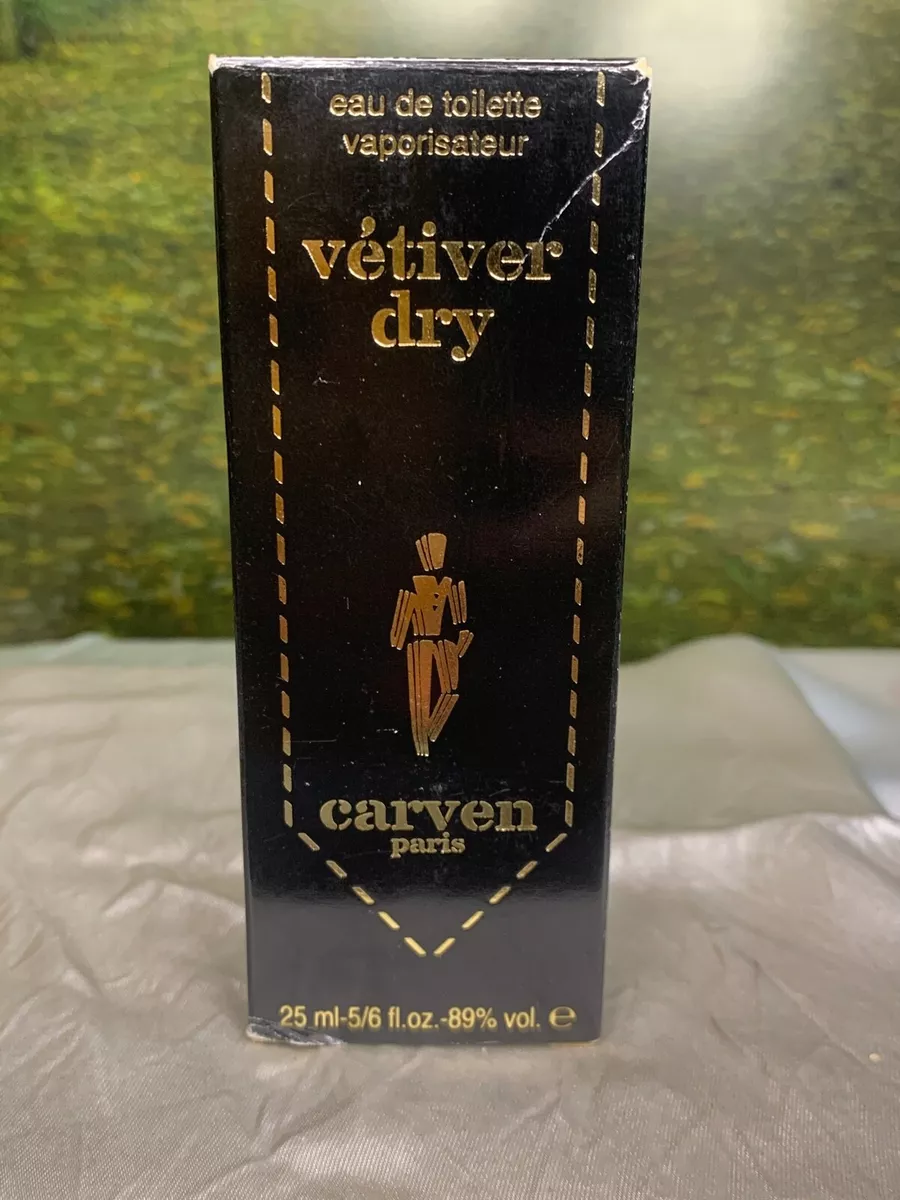 eau de toilette
vaporisateur
vétiver
dry
carven
paris
25 ml-5/6 fl.oz.-89% vol. ℮